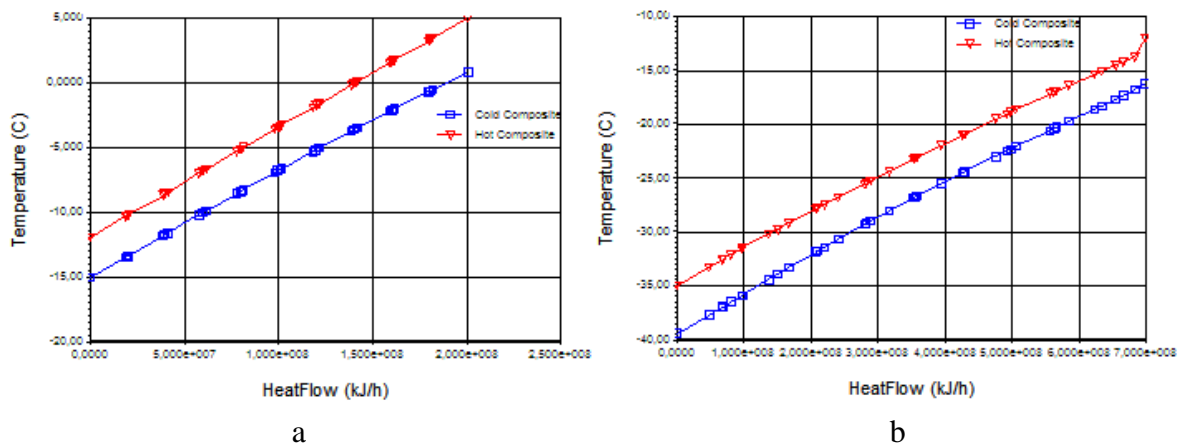 5,000
0,0000
-5,000
-10,00
-15,00
-20,00
Temperature (C)
Cold Composite
Hot Composite
0,0000 5,000e+007 1,000e+008 1,500e+008 2,000e+008 2,500e+008
HeatFlow (kJ/h)
a
-10,00
-15,00
-20,00
-25,00
-30,00
-35,00
-40,00
Temperature (C)
Cold Composite
Hot Composite
0,0000 1,000e+008 2,000e+008 3,000e+008 4,000e+008 5,000e+008 6,000e+008 7,000e+008
HeatFlow (kJ/h)
b